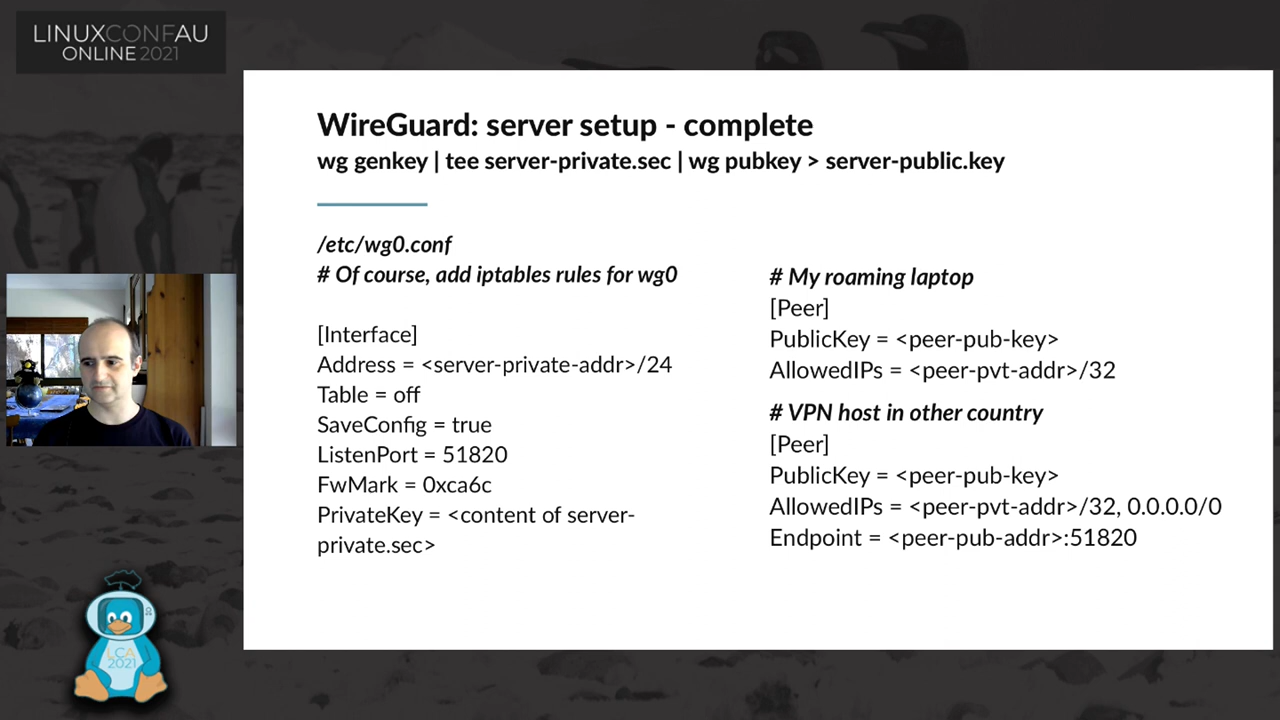 LINUXCONFAU
ONLINE 2021
WireGuard: server setup - complete
wg genkey | tee server-private.sec | wg pubkey > server-public.key
/etc/wg0.conf
# Of course, add iptables rules for wg0
[Interface]
Address = <server-private-addr>/24
Table = off
SaveConfig = true
ListenPort = 51820
FwMark = 0xca6c
PrivateKey = <content of server-
private.sec>
# My roaming laptop
[Peer]
PublicKey = <peer-pub-key>
AllowedIPs = <peer-pvt-addr>/32
# VPN host in other country
[Peer]
PublicKey = <peer-pub-key>
AllowedIPs = <peer-pvt-addr>/32, 0.0.0.0/0
Endpoint = <peer-pub-addr>:51820
LCA
2021